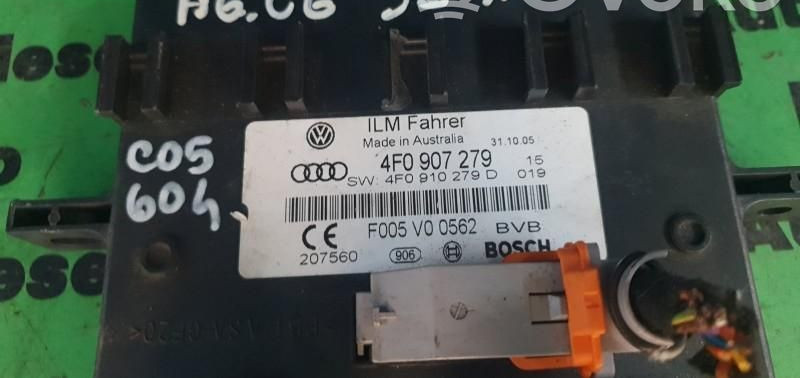 A6.C6
ILM Fahrer
Made in Australia 31.10.05
4F0 907 279 15
SW: 4F0 910 279 D 019
F005 V0 0562 BVB
CE
207560 906 BOSCH
C05
604